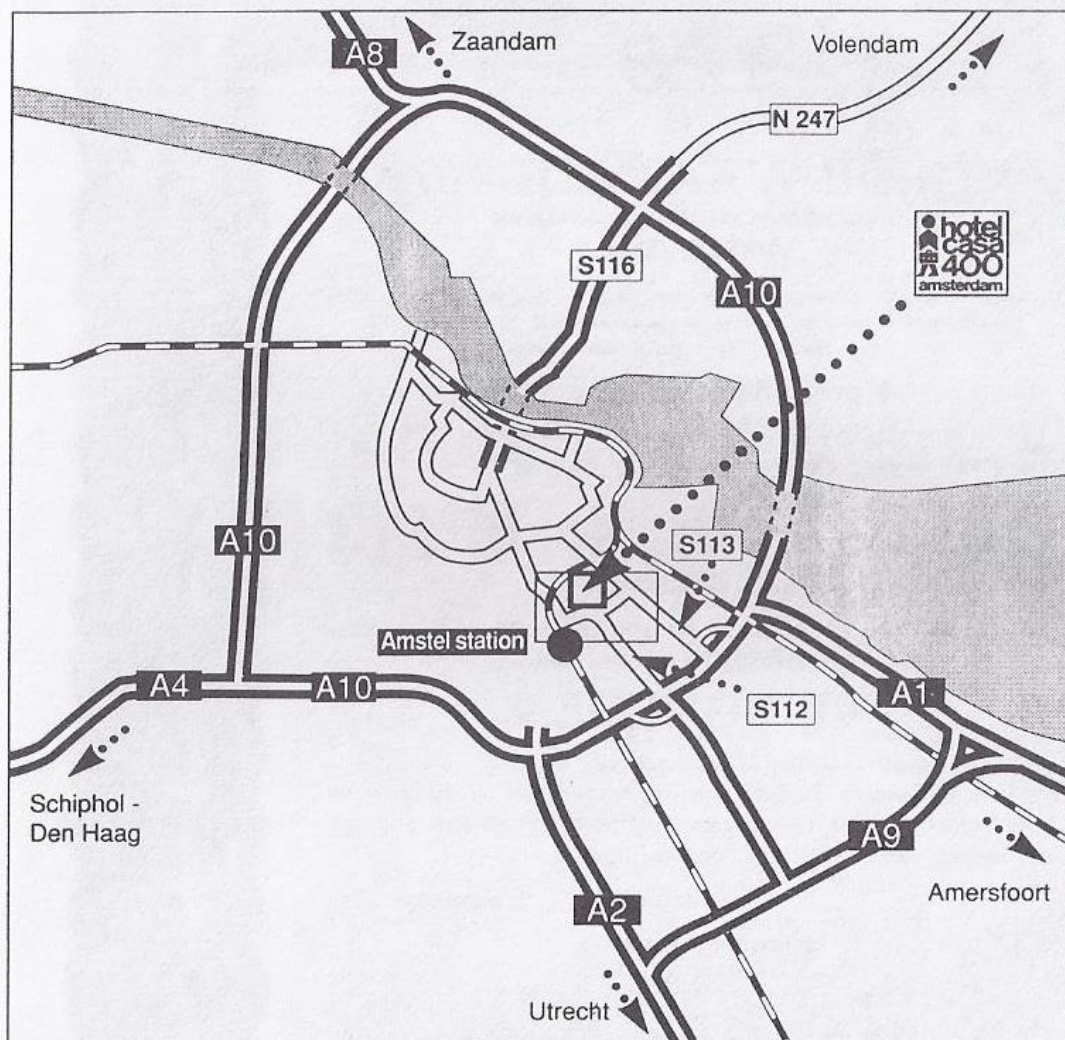 A8
Zaandam
Volendam
N 247
hotel
casa
400
amsterdam
S116
A10
A10
S113
Amstel station
A4
A10
A1
S112
Schiphol -
Den Haag
A9
Amersfoort
A2
Utrecht